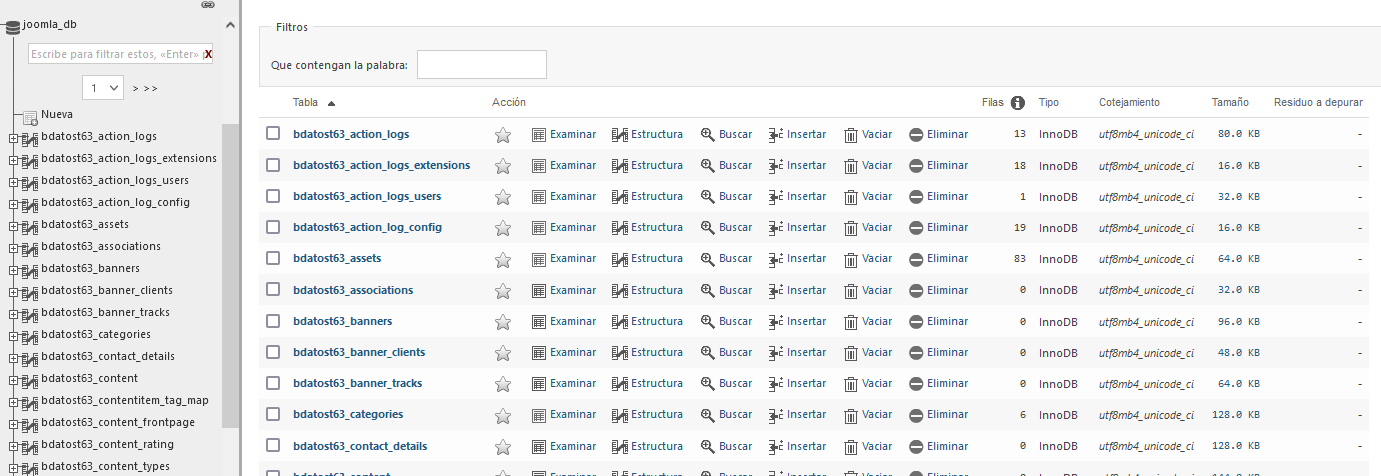 joomla_db
Escribe para filtrar estos, «Enter» p X
1 > >>
Nueva
bdatost63_action_logs
bdatost63_action_logs_extensions
bdatost63_action_logs_users
bdatost63_action_log_config
bdatost63_assets
bdatost63_associations
bdatost63_banners
bdatost63_banner_clients
bdatost63_banner_tracks
bdatost63_categories
bdatost63_contact_details
bdatost63_content
bdatost63_contentitem_tag_map
bdatost63_content_frontpage
bdatost63_content_rating
bdatost63_content_types
Filtros
Que contengan la palabra:
Tabla Acción Filas Tipo Cotejamiento Tamaño Residuo a depurar
bdatost63_action_logs Examinar Estructura Buscar Insertar Vaciar Eliminar 13 InnoDB utf8mb4_unicode_ci 80.0 KB -
bdatost63_action_logs_extensions Examinar Estructura Buscar Insertar Vaciar Eliminar 18 InnoDB utf8mb4_unicode_ci 16.0 KB -
bdatost63_action_logs_users Examinar Estructura Buscar Insertar Vaciar Eliminar 1 InnoDB utf8mb4_unicode_ci 32.0 KB -
bdatost63_action_log_config Examinar Estructura Buscar Insertar Vaciar Eliminar 19 InnoDB utf8mb4_unicode_ci 16.0 KB -
bdatost63_assets Examinar Estructura Buscar Insertar Vaciar Eliminar 83 InnoDB utf8mb4_unicode_ci 64.0 KB -
bdatost63_associations Examinar Estructura Buscar Insertar Vaciar Eliminar 0 InnoDB utf8mb4_unicode_ci 32.0 KB -
bdatost63_banners Examinar Estructura Buscar Insertar Vaciar Eliminar 0 InnoDB utf8mb4_unicode_ci 96.0 KB -
bdatost63_banner_clients Examinar Estructura Buscar Insertar Vaciar Eliminar 0 InnoDB utf8mb4_unicode_ci 48.0 KB -
bdatost63_banner_tracks Examinar Estructura Buscar Insertar Vaciar Eliminar 0 InnoDB utf8mb4_unicode_ci 64.0 KB -
bdatost63_categories Examinar Estructura Buscar Insertar Vaciar Eliminar 6 InnoDB utf8mb4_unicode_ci 128.0 KB -
bdatost63_contact_details Examinar Estructura Buscar Insertar Vaciar Eliminar 0 InnoDB utf8mb4_unicode_ci 128.0 KB -